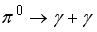 π⁰ → γ + γ